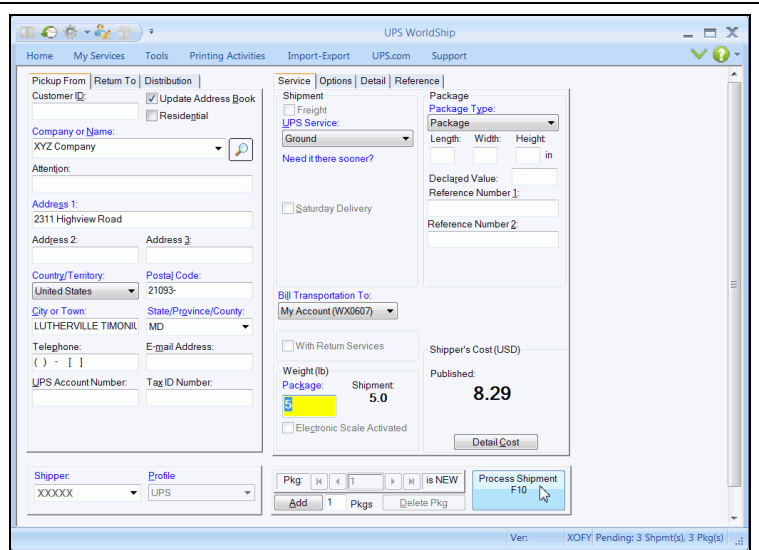 UPS WorldShip
Home My Services Tools Printing Activities Import-Export UPS.com Support
Pickup From Return To Distribution
Customer ID:
Update Address Book
Residential
Company or Name:
XYZ Company
Attention:
Address 1:
2311 Highview Road
Address 2: Address 3:
Country/Territory: Postal Code:
United States 21093-
City or Town: State/Province/County:
LUTHERVILLE TIMONIU MD
Telephone: E-mail Address:
( ) - [ ]
UPS Account Number: Tax ID Number:
Shipper: Profile
XXXXX UPS
Service Options Detail Reference
Shipment
Freight
UPS Service:
Ground
Need it there sooner?
Saturday Delivery
Package
Package Type:
Package
Length: Width: Height:
in
Declared Value:
Reference Number 1:
Reference Number 2:
Bill Transportation To:
My Account (WX0607)
With Return Services
Weight (lb)
Package: Shipment:
5 5.0
Electronic Scale Activated
Shipper's Cost (USD)
Published:
8.29
Detail Cost
Pkg: 1 is NEW
Add 1 Pkgs Delete Pkg
Process Shipment
F10
Ver: XOFY Pending: 3 Shpmt(s), 3 Pkg(s)